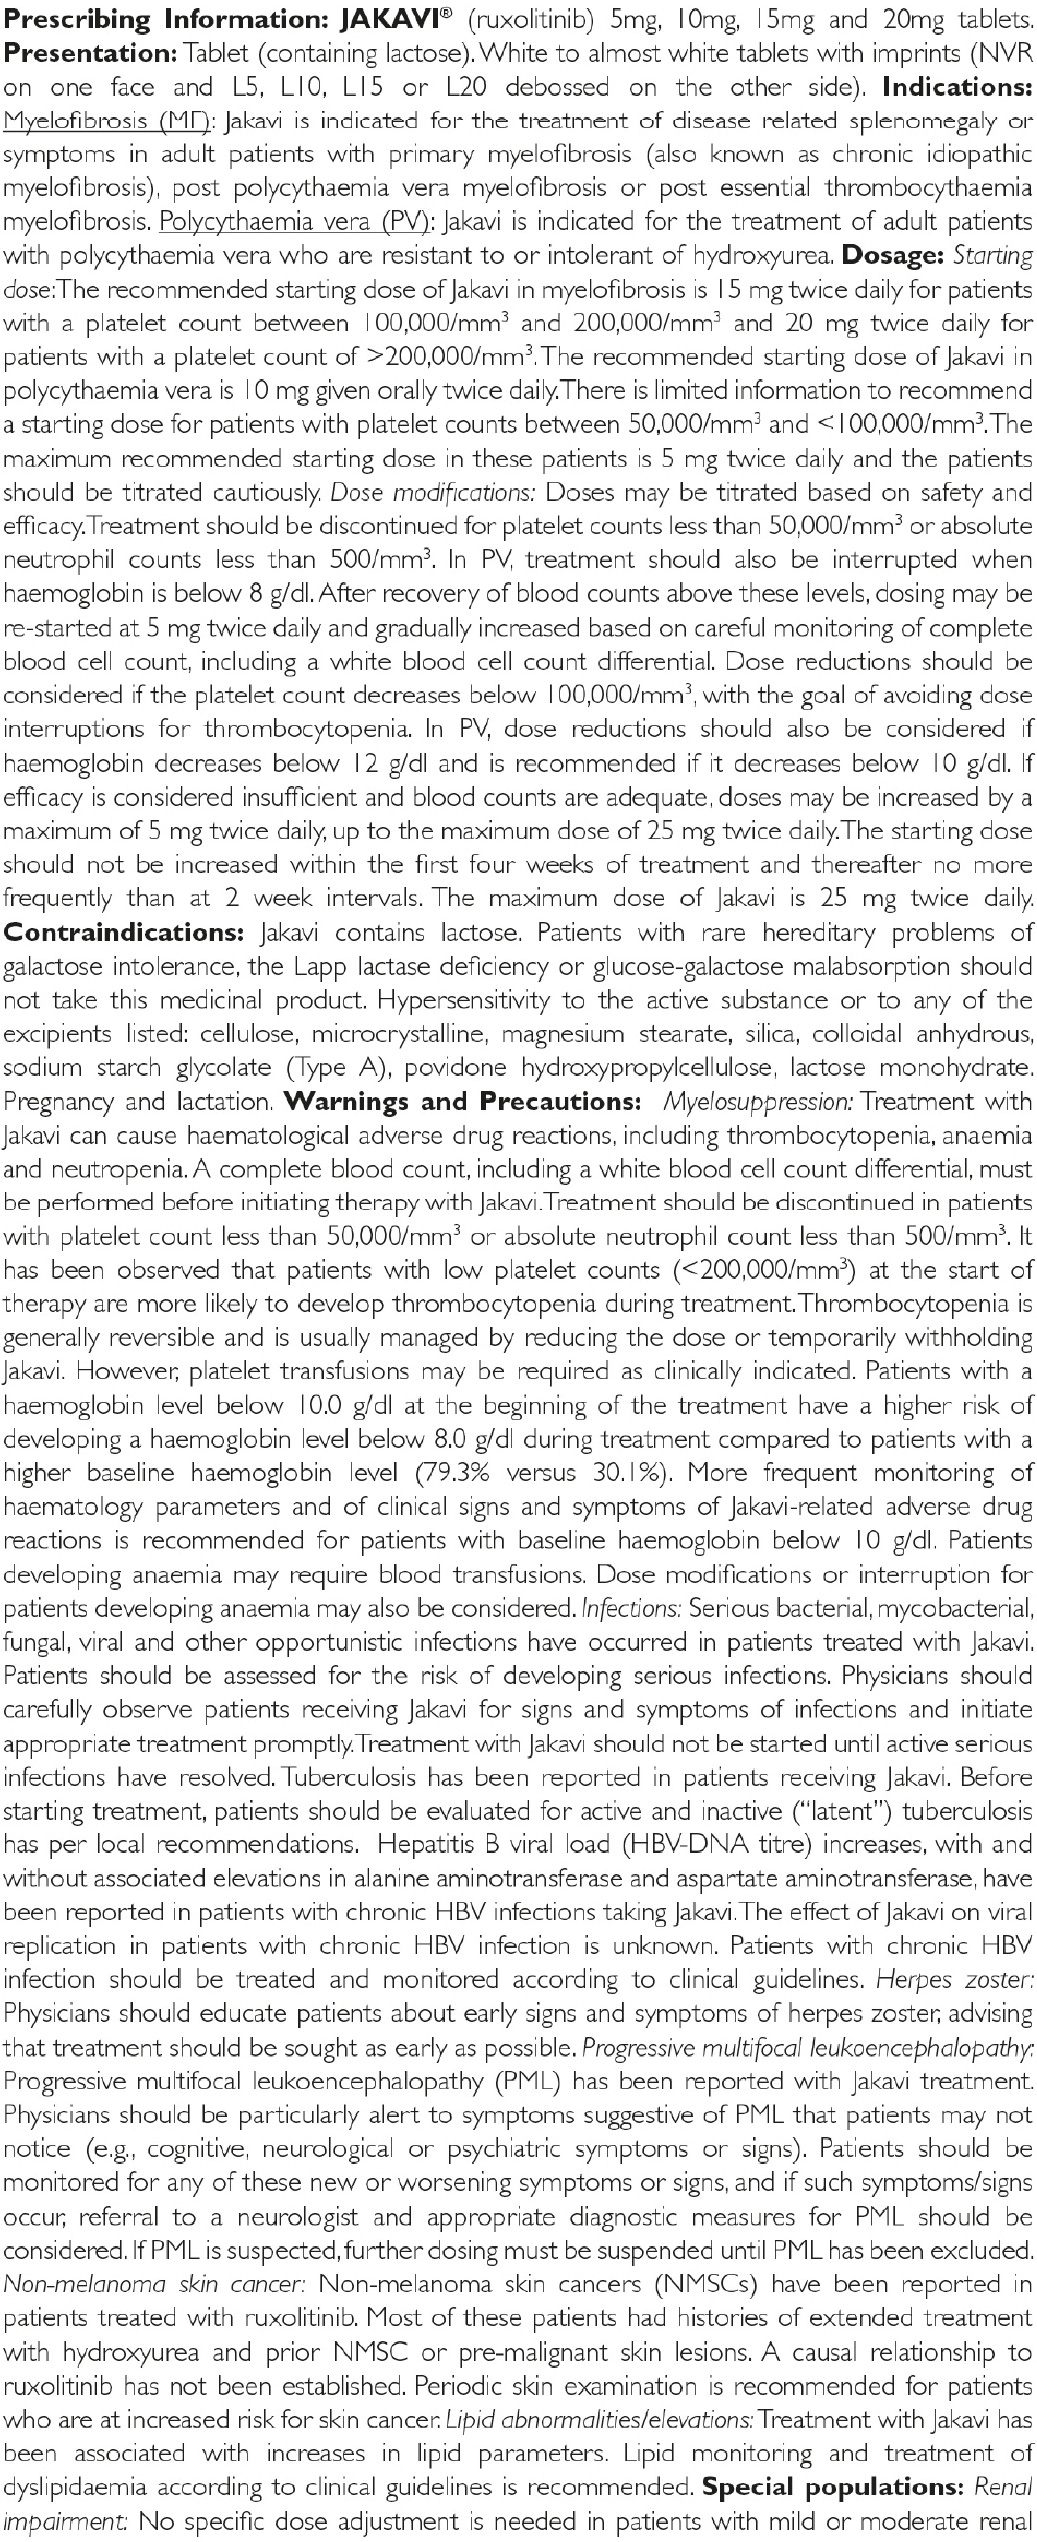 Prescribing Information: JAKAVI® (ruxolitinib) 5mg, 10mg, 15mg and 20mg tablets.
Presentation: Tablet (containing lactose). White to almost white tablets with imprints (NVR
on one face and L5, L10, L15 or L20 debossed on the other side). Indications:
Myelofibrosis (MF): Jakavi is indicated for the treatment of disease related splenomegaly or
symptoms in adult patients with primary myelofibrosis (also known as chronic idiopathic
myelofibrosis), post polycythaemia vera myelofibrosis or post essential thrombocythaemia
myelofibrosis. Polycythaemia vera (PV): Jakavi is indicated for the treatment of adult patients
with polycythaemia vera who are resistant to or intolerant of hydroxyurea. Dosage: Starting
dose: The recommended starting dose of Jakavi in myelofibrosis is 15 mg twice daily for patients
with a platelet count between 100,000/mm³ and 200,000/mm³ and 20 mg twice daily for
patients with a platelet count of >200,000/mm³. The recommended starting dose of Jakavi in
polycythaemia vera is 10 mg given orally twice daily. There is limited information to recommend
a starting dose for patients with platelet counts between 50,000/mm³ and <100,000/mm³. The
maximum recommended starting dose in these patients is 5 mg twice daily and the patients
should be titrated cautiously. Dose modifications: Doses may be titrated based on safety and
efficacy. Treatment should be discontinued for platelet counts less than 50,000/mm³ or absolute
neutrophil counts less than 500/mm³. In PV, treatment should also be interrupted when
haemoglobin is below 8 g/dl. After recovery of blood counts above these levels, dosing may be
re-started at 5 mg twice daily and gradually increased based on careful monitoring of complete
blood cell count, including a white blood cell count differential. Dose reductions should be
considered if the platelet count decreases below 100,000/mm³, with the goal of avoiding dose
interruptions for thrombocytopenia. In PV, dose reductions should also be considered if
haemoglobin decreases below 12 g/dl and is recommended if it decreases below 10 g/dl. If
efficacy is considered insufficient and blood counts are adequate, doses may be increased by a
maximum of 5 mg twice daily, up to the maximum dose of 25 mg twice daily. The starting dose
should not be increased within the first four weeks of treatment and thereafter no more
frequently than at 2 week intervals. The maximum dose of Jakavi is 25 mg twice daily.
Contraindications: Jakavi contains lactose. Patients with rare hereditary problems of
galactose intolerance, the Lapp lactase deficiency or glucose-galactose malabsorption should
not take this medicinal product. Hypersensitivity to the active substance or to any of the
excipients listed: cellulose, microcrystalline, magnesium stearate, silica, colloidal anhydrous,
sodium starch glycolate (Type A), povidone hydroxypropylcellulose, lactose monohydrate.
Pregnancy and lactation. Warnings and Precautions: Myelosuppression: Treatment with
Jakavi can cause haematological adverse drug reactions, including thrombocytopenia, anaemia
and neutropenia. A complete blood count, including a white blood cell count differential, must
be performed before initiating therapy with Jakavi. Treatment should be discontinued in patients
with platelet count less than 50,000/mm³ or absolute neutrophil count less than 500/mm³. It
has been observed that patients with low platelet counts (<200,000/mm³) at the start of
therapy are more likely to develop thrombocytopenia during treatment. Thrombocytopenia is
generally reversible and is usually managed by reducing the dose or temporarily withholding
Jakavi. However, platelet transfusions may be required as clinically indicated. Patients with a
haemoglobin level below 10.0 g/dl at the beginning of the treatment have a higher risk of
developing a haemoglobin level below 8.0 g/dl during treatment compared to patients with a
higher baseline haemoglobin level (79.3% versus 30.1%). More frequent monitoring of
haematology parameters and of clinical signs and symptoms of Jakavi-related adverse drug
reactions is recommended for patients with baseline haemoglobin below 10 g/dl. Patients
developing anaemia may require blood transfusions. Dose modifications or interruption for
patients developing anaemia may also be considered. Infections: Serious bacterial, mycobacterial,
fungal, viral and other opportunistic infections have occurred in patients treated with Jakavi.
Patients should be assessed for the risk of developing serious infections. Physicians should
carefully observe patients receiving Jakavi for signs and symptoms of infections and initiate
appropriate treatment promptly. Treatment with Jakavi should not be started until active serious
infections have resolved. Tuberculosis has been reported in patients receiving Jakavi. Before
starting treatment, patients should be evaluated for active and inactive (“latent”) tuberculosis
has per local recommendations. Hepatitis B viral load (HBV-DNA titre) increases, with and
without associated elevations in alanine aminotransferase and aspartate aminotransferase, have
been reported in patients with chronic HBV infections taking Jakavi. The effect of Jakavi on viral
replication in patients with chronic HBV infection is unknown. Patients with chronic HBV
infection should be treated and monitored according to clinical guidelines. Herpes zoster:
Physicians should educate patients about early signs and symptoms of herpes zoster, advising
that treatment should be sought as early as possible. Progressive multifocal leukoencephalopathy:
Progressive multifocal leukoencephalopathy (PML) has been reported with Jakavi treatment.
Physicians should be particularly alert to symptoms suggestive of PML that patients may not
notice (e.g., cognitive, neurological or psychiatric symptoms or signs). Patients should be
monitored for any of these new or worsening symptoms or signs, and if such symptoms/signs
occur, referral to a neurologist and appropriate diagnostic measures for PML should be
considered. If PML is suspected, further dosing must be suspended until PML has been excluded.
Non-melanoma skin cancer: Non-melanoma skin cancers (NMSCs) have been reported in
patients treated with ruxolitinib. Most of these patients had histories of extended treatment
with hydroxyurea and prior NMSC or pre-malignant skin lesions. A causal relationship to
ruxolitinib has not been established. Periodic skin examination is recommended for patients
who are at increased risk for skin cancer. Lipid abnormalities/elevations: Treatment with Jakavi has
been associated with increases in lipid parameters. Lipid monitoring and treatment of
dyslipidaemia according to clinical guidelines is recommended. Special populations: Renal
impairment: No specific dose adjustment is needed in patients with mild or moderate renal